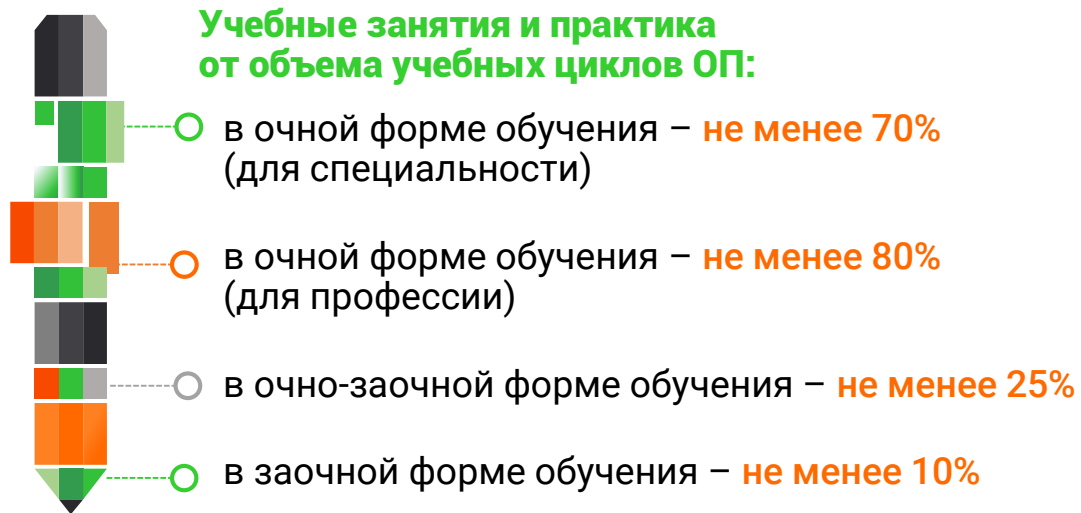 Учебные занятия и практика
от объема учебных циклов ОП:
в очной форме обучения – не менее 70%
(для специальности)
в очной форме обучения – не менее 80%
(для профессии)
в очно-заочной форме обучения – не менее 25%
в заочной форме обучения – не менее 10%